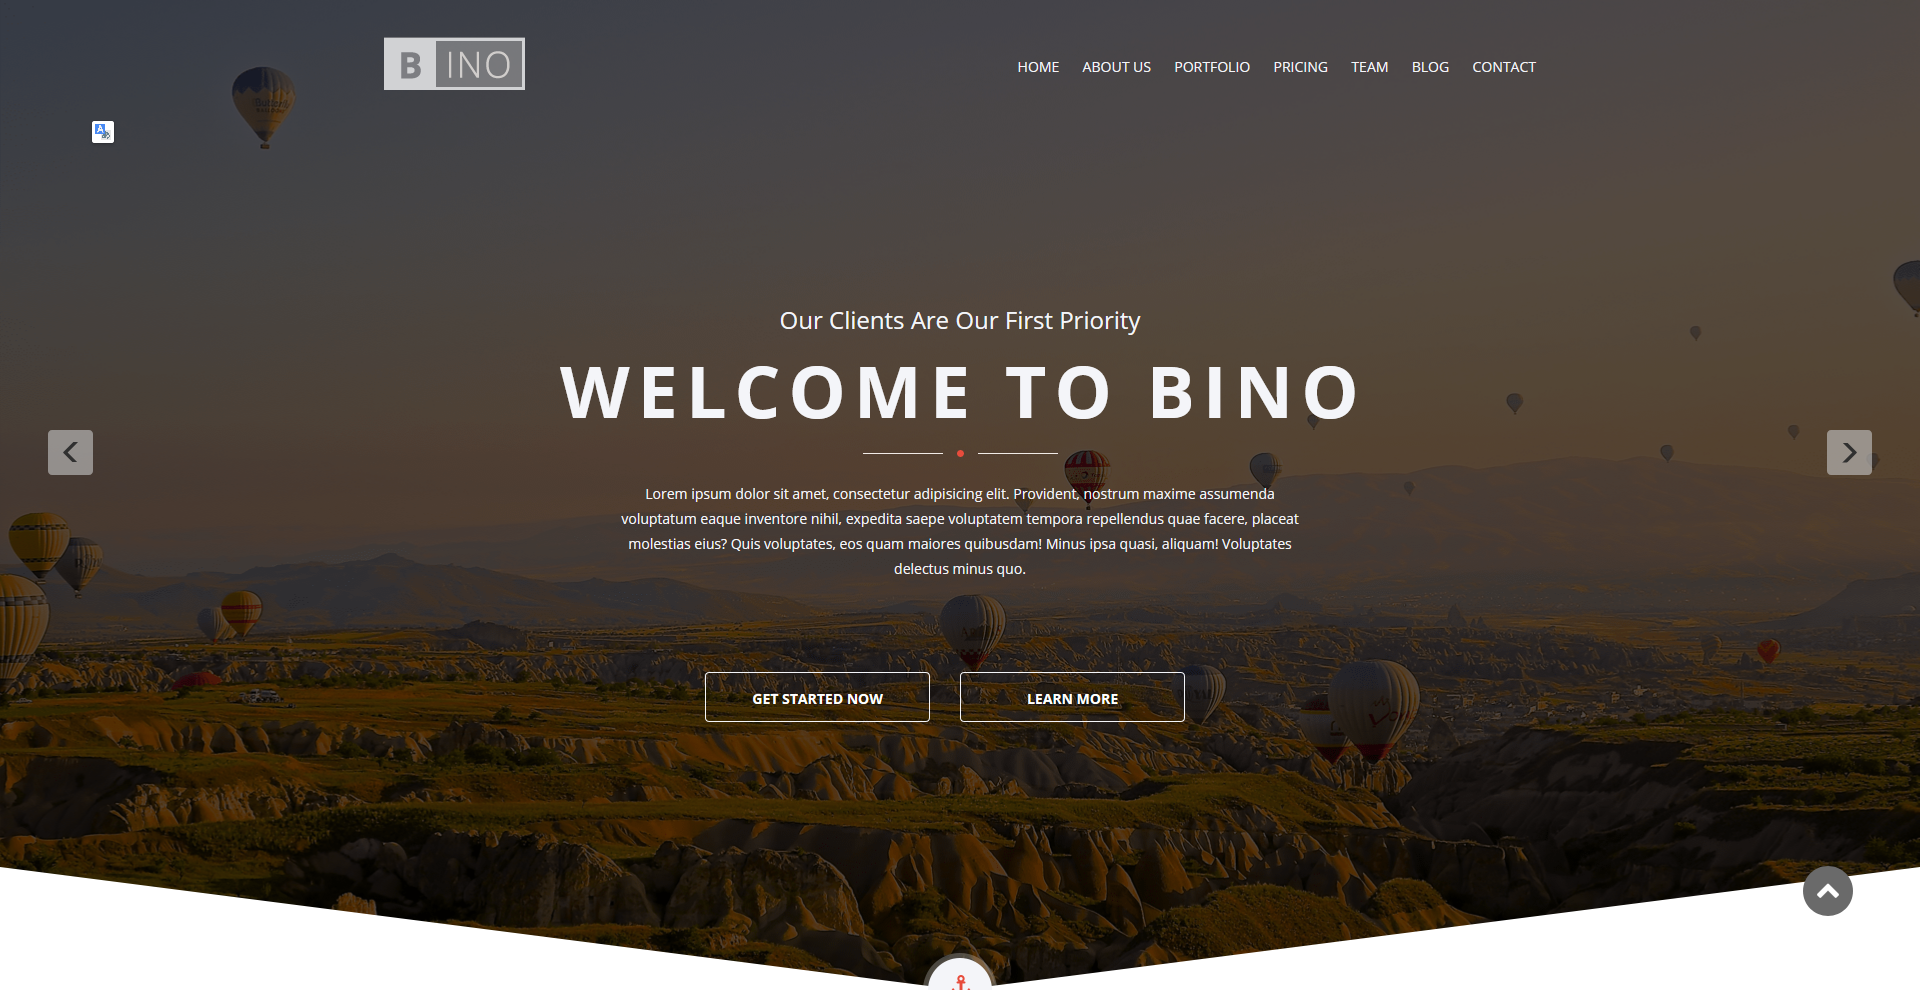 BINO
HOME ABOUT US PORTFOLIO PRICING TEAM BLOG CONTACT
Our Clients Are Our First Priority
WELCOME TO BINO
Lorem ipsum dolor sit amet, consectetur adipisicing elit. Provident, nostrum maxime assumenda
voluptatum eaque inventore nihil, expedita saepe voluptatem tempora repellendus quae facere, placeat
molestias eius? Quis voluptates, eos quam maiores quibusdam! Minus ipsa quasi, aliquam! Voluptates
delectus minus quo.
GET STARTED NOW LEARN MORE